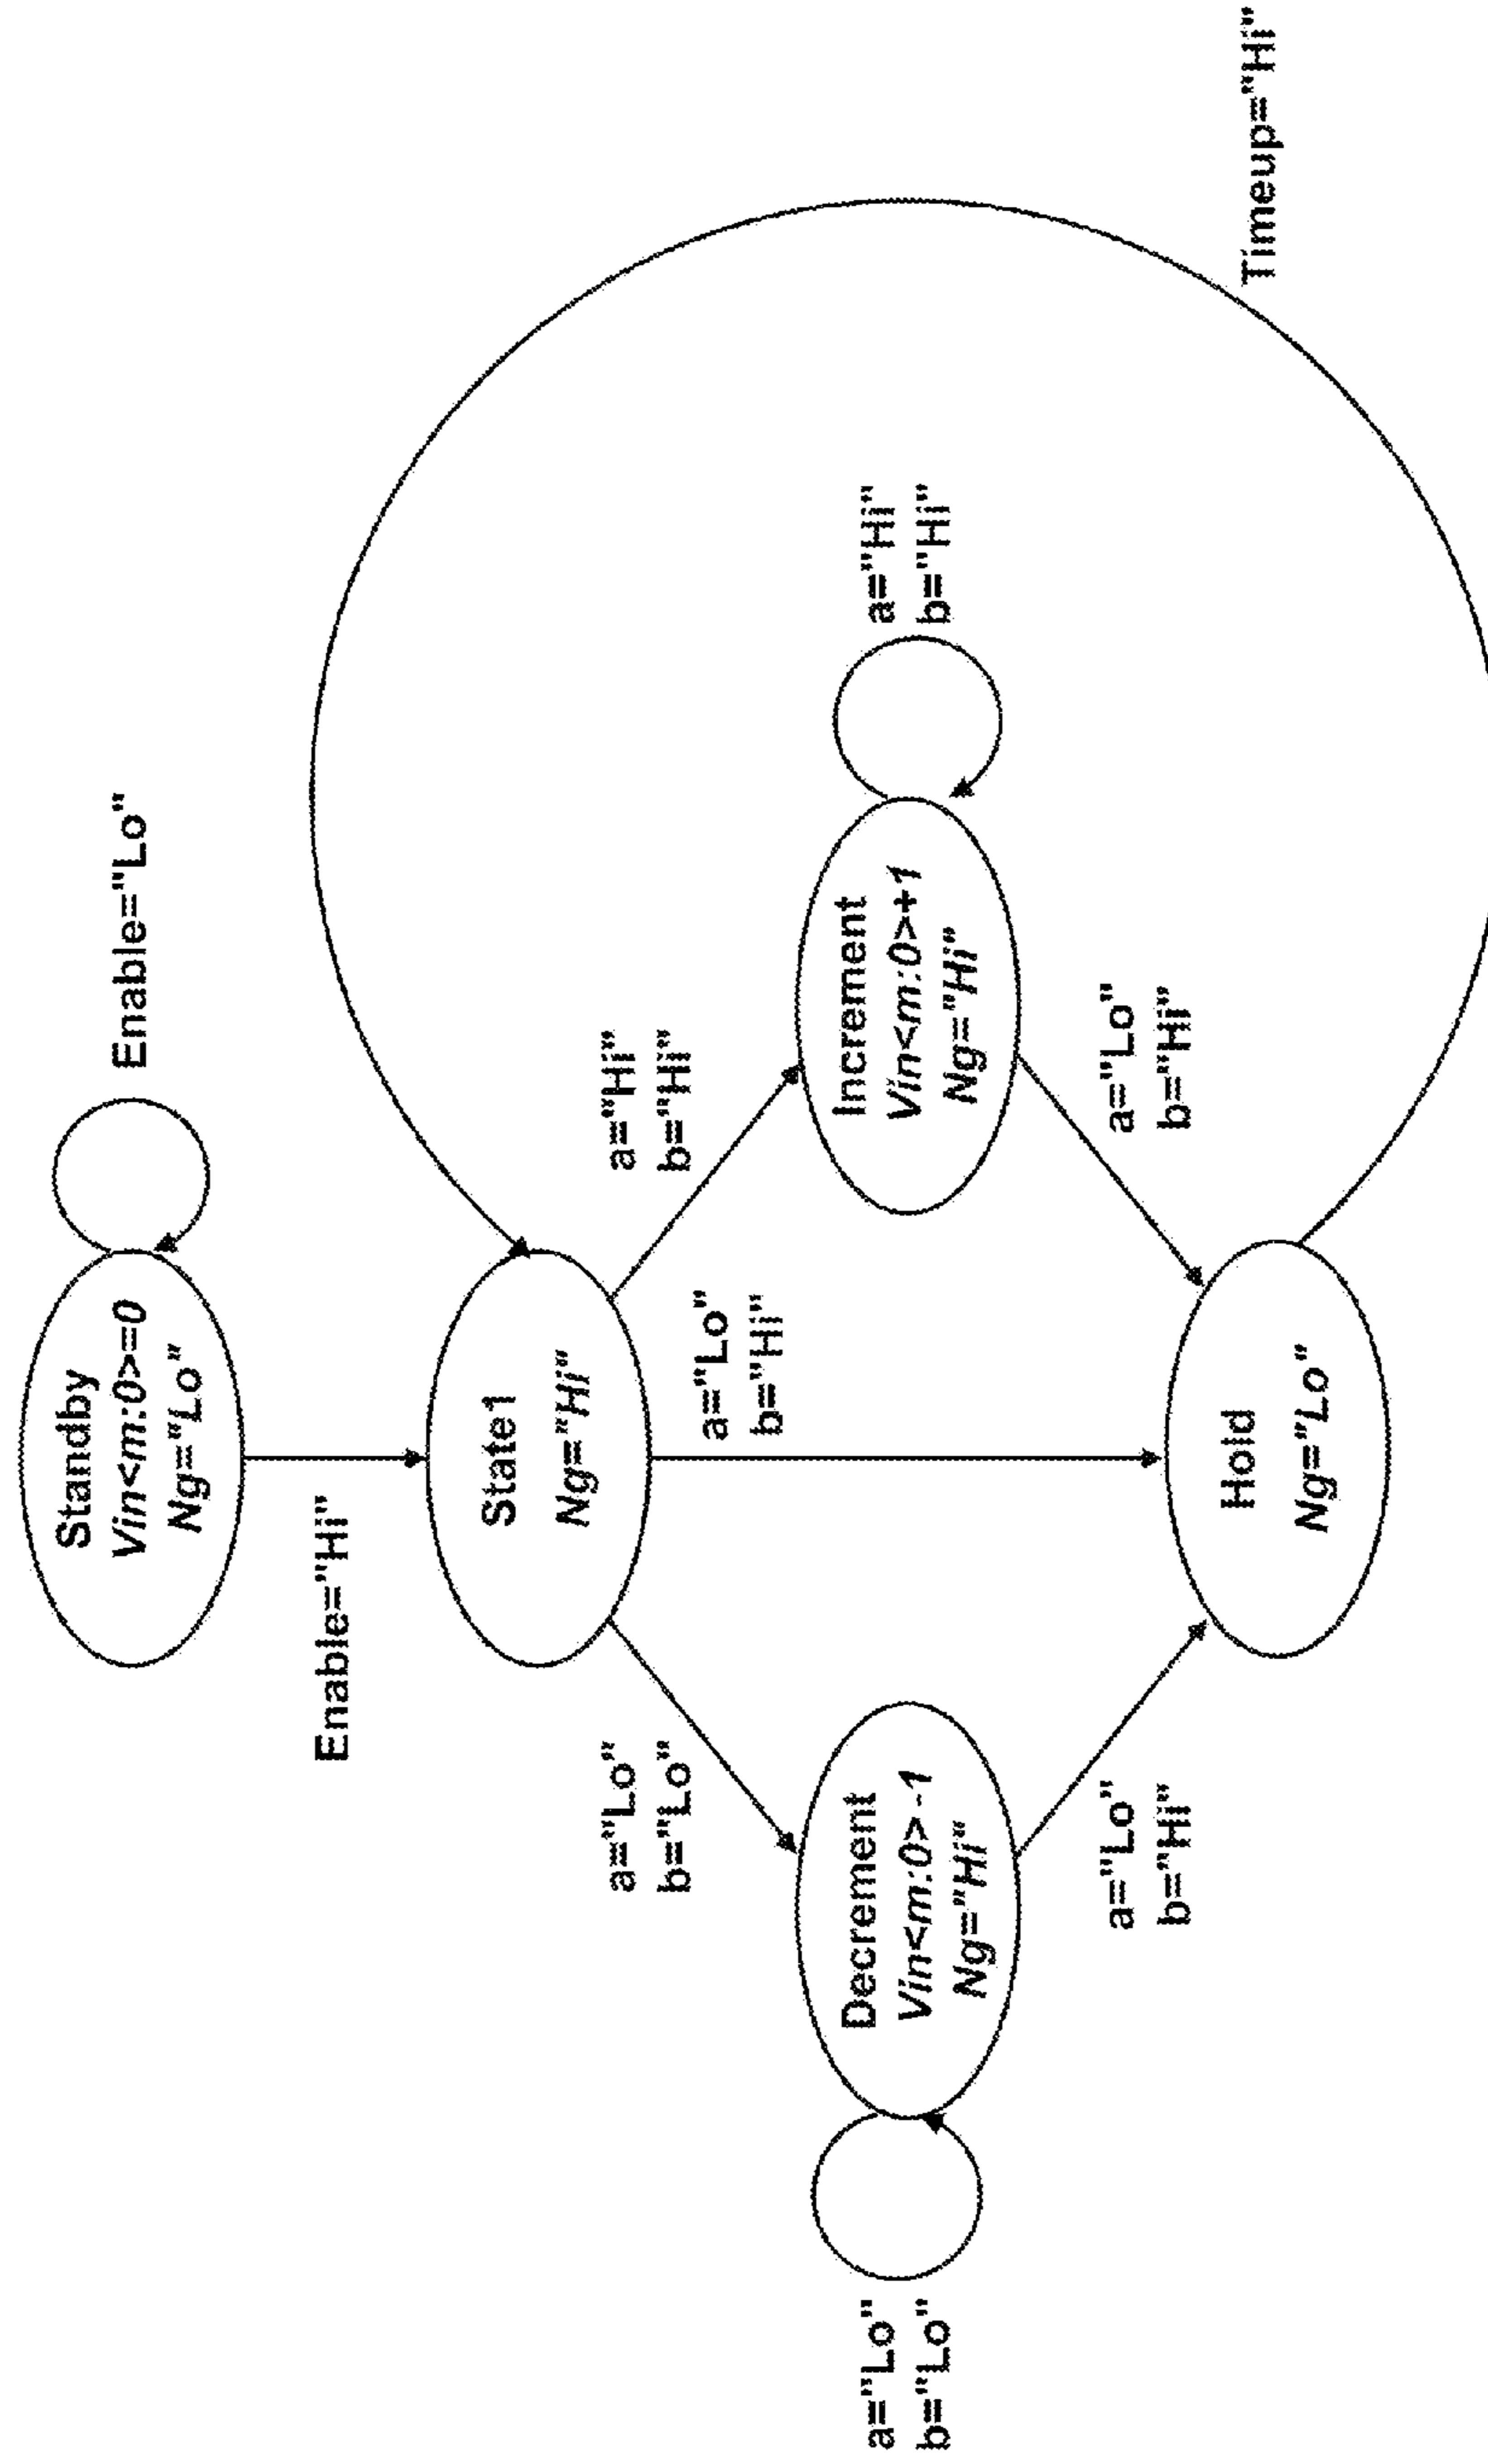 Standby
Vin<m:0>=0
Ng="Lo"
Enable="Lo"
Enable="Hi"
State1
Ng="Hi"
a="Lo"
b="Lo"
a="Lo"
b="Hi"
a="Hi"
b="Hi"
a="Lo"
b="Lo"
Decrement
Vin<m:0>-1
Ng="Hi"
Increment
Vin<m:0>+1
Ng="Hi"
a="Hi"
b="Hi"
a="Lo"
b="Hi"
a="Lo"
b="Hi"
Hold
Ng="Lo"
Timeup="Hi"